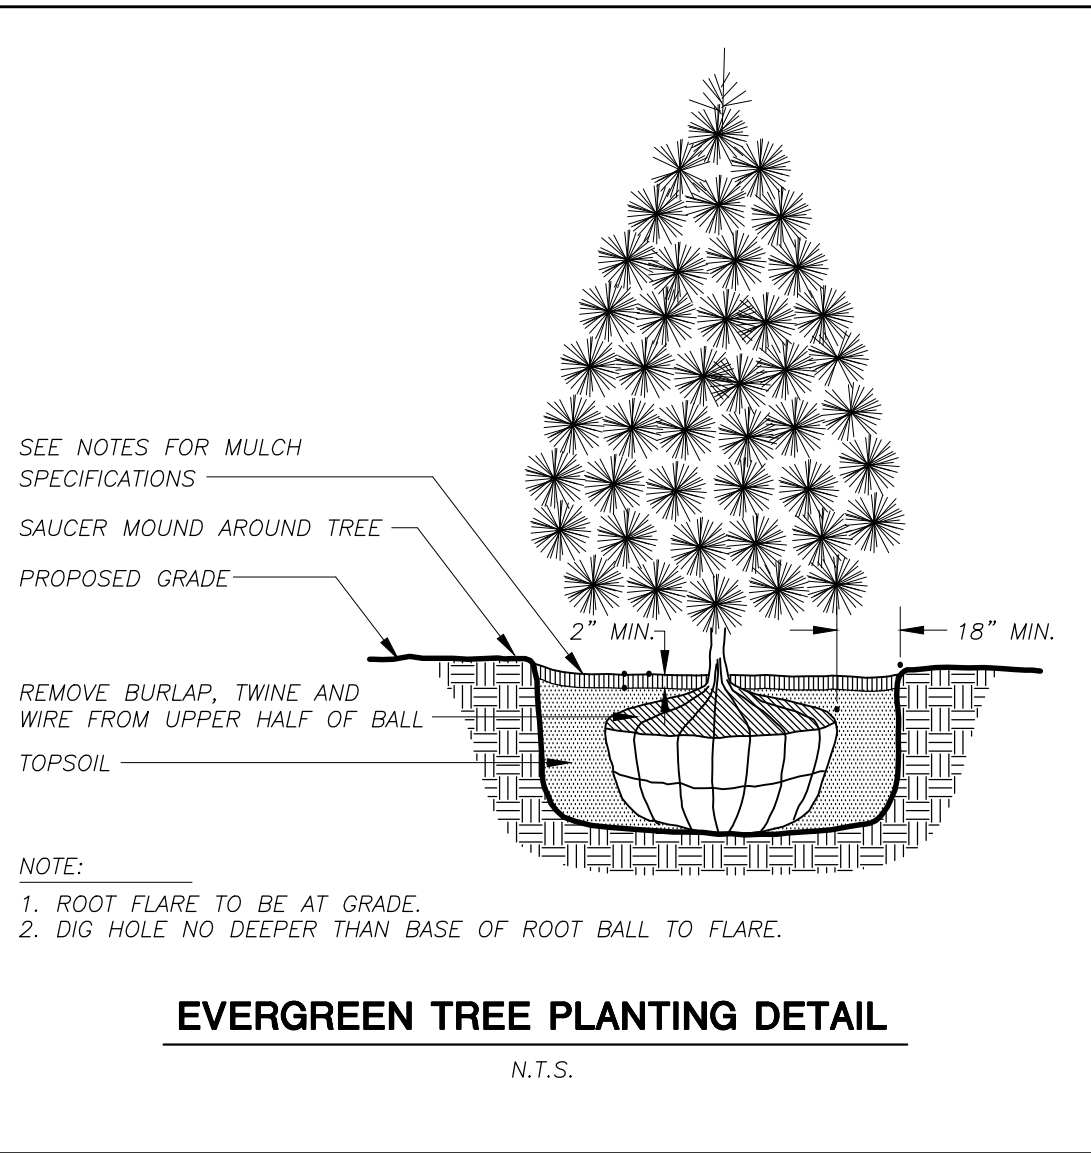 SEE NOTES FOR MULCH
SPECIFICATIONS
SAUCER MOUND AROUND TREE
PROPOSED GRADE
2” MIN.
18” MIN.
REMOVE BURLAP, TWINE AND
WIRE FROM UPPER HALF OF BALL
TOPSOIL
NOTE:
1. ROOT FLARE TO BE AT GRADE.
2. DIG HOLE NO DEEPER THAN BASE OF ROOT BALL TO FLARE.
EVERGREEN TREE PLANTING DETAIL
N.T.S.